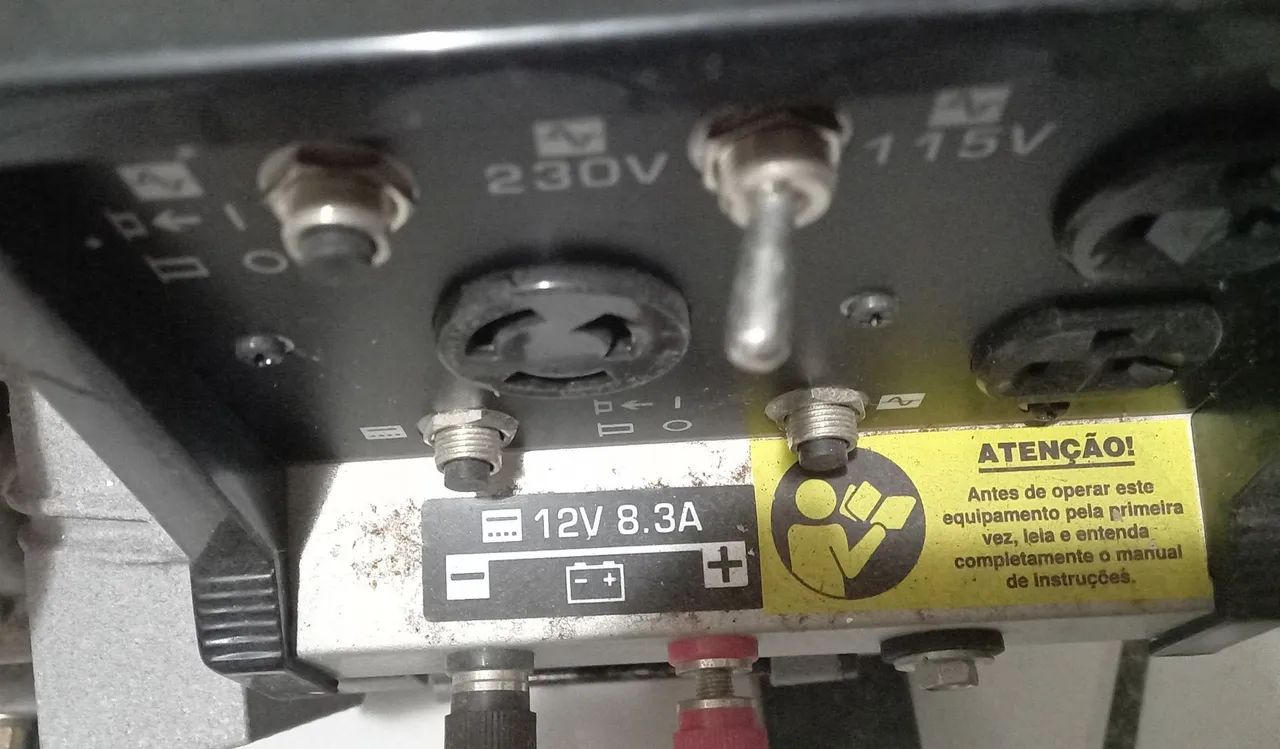 230V
115V
12V 8.3A
- +
- +
ATENÇÃO!
Antes de operar este
equipamento pela primeira
vez, leia e entenda
completamente o manual
de instruções.